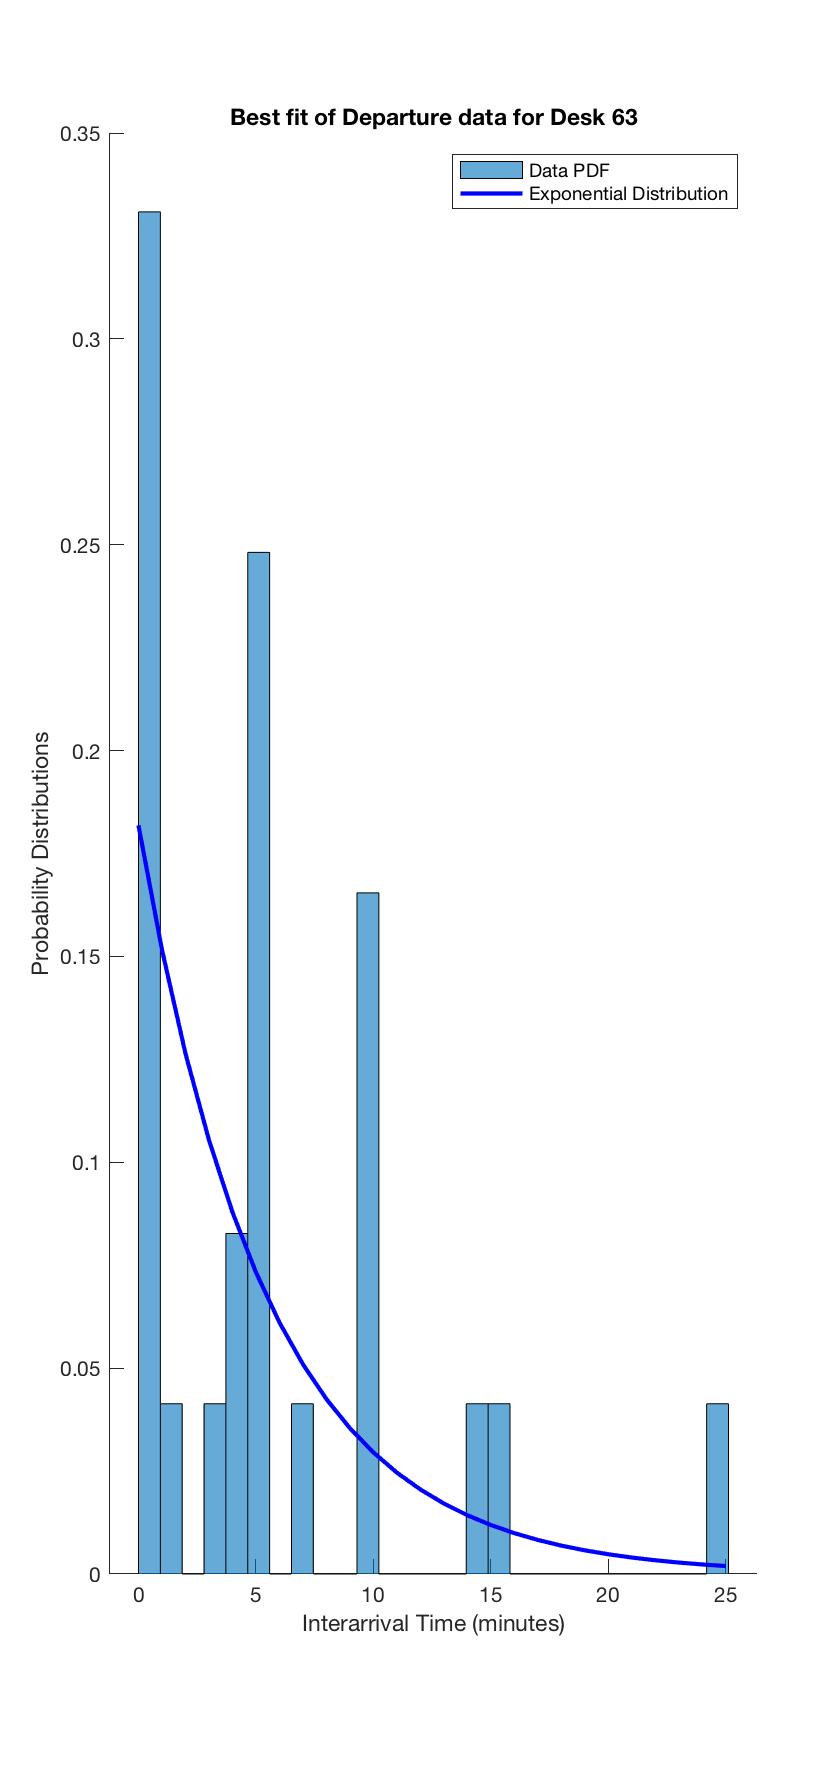 Best fit of Departure data for Desk 63
Data PDF
Exponential Distribution
0.35
0.3
0.25
0.2
0.15
0.1
0.05
0
Probability Distributions
0 5 10 15 20 25
Interarrival Time (minutes)